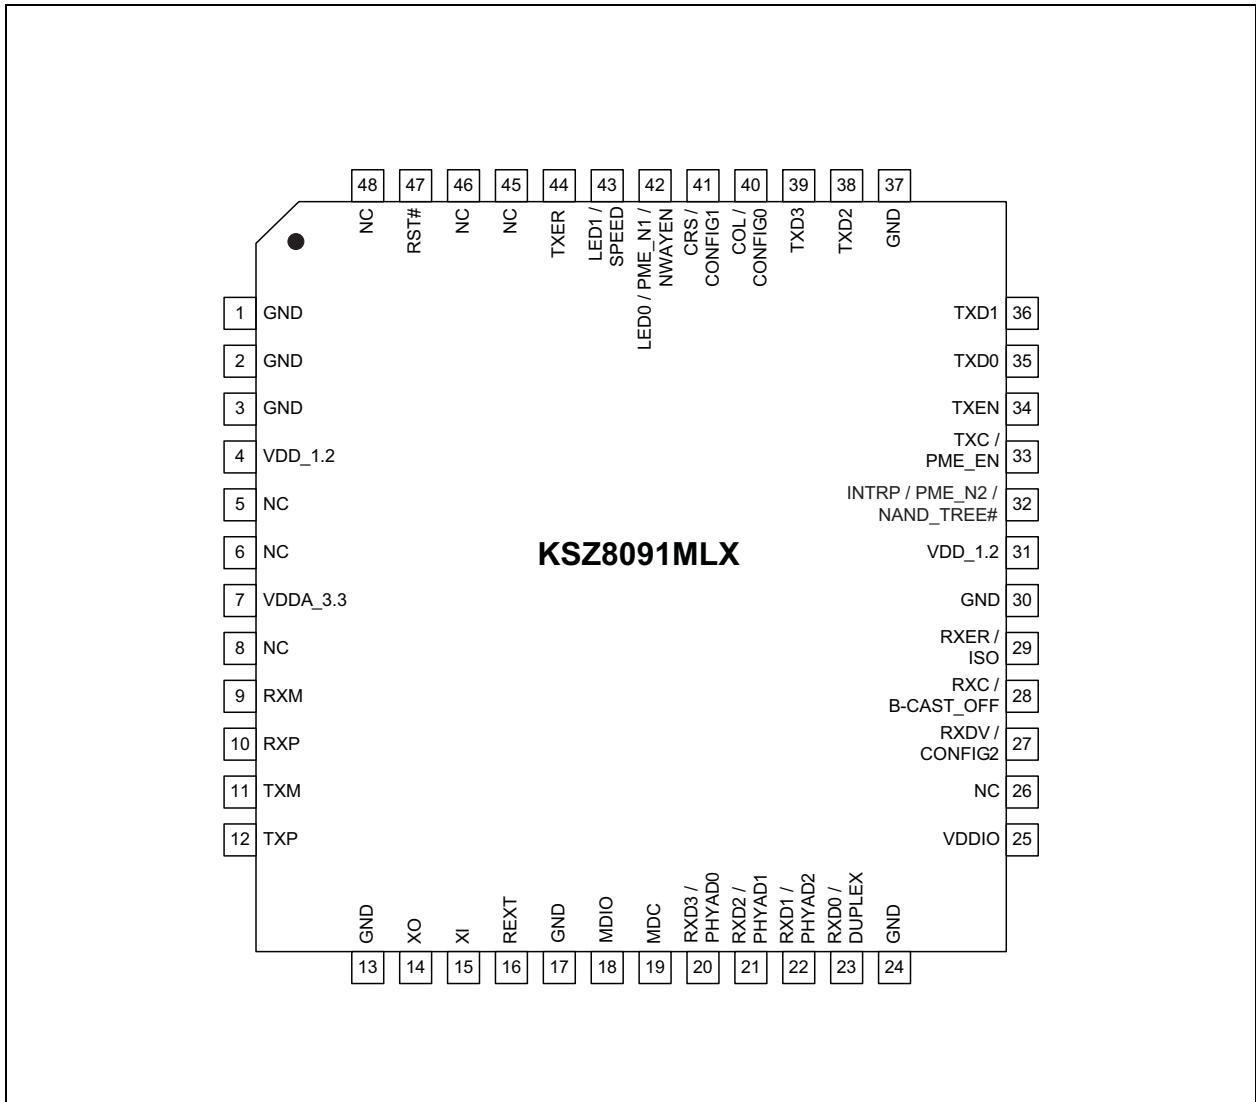 48
47
46
45
44
43
42
41
40
39
38
37
NC
RST#
NC
NC
TXER
LED1 /
SPEED
LED0 / PME_N1 /
NWAYEN
CRS /
CONFIG1
COL /
CONFIG0
TXD3
TXD2
GND
1 GND
2 GND
3 GND
4 VDD_1.2
5 NC
6 NC
7 VDDA_3.3
8 NC
9 RXM
10 RXP
11 TXM
12 TXP
KSZ8091MLX
TXD1 36
TXD0 35
TXEN 34
TXC /
PME_EN 33
INTRP / PME_N2 /
NAND_TREE# 32
VDD_1.2 31
GND 30
RXER /
ISO 29
RXC /
B-CAST_OFF 28
RXDV /
CONFIG2 27
NC 26
VDDIO 25
GND
XO
XI
REXT
GND
MDIO
MDC
RXD3 /
PHYAD0
RXD2 /
PHYAD1
RXD1 /
PHYAD2
RXD0 /
DUPLEX
GND
13
14
15
16
17
18
19
20
21
22
23
24